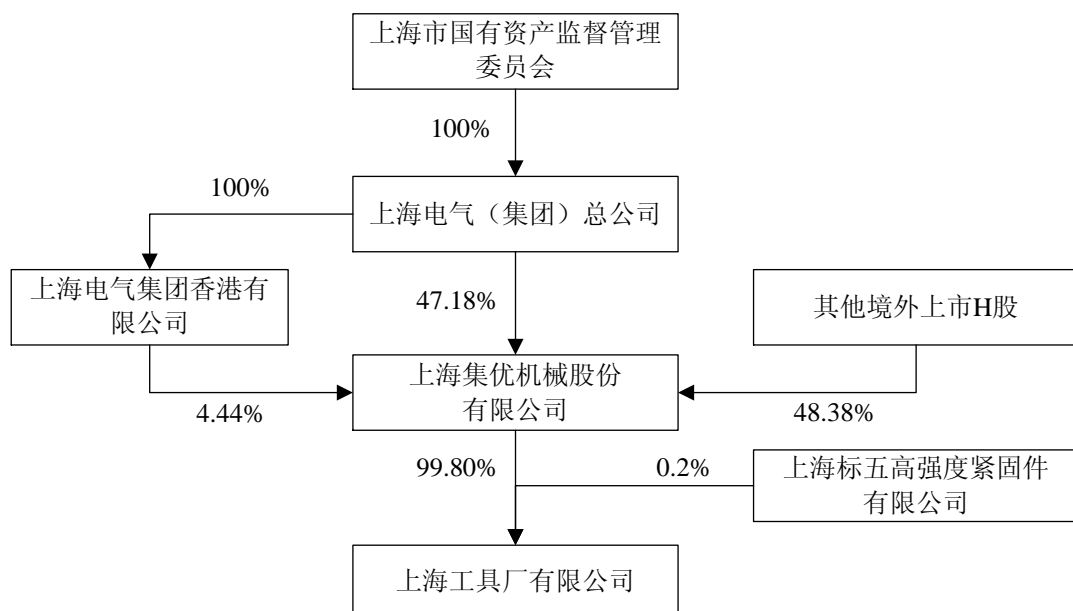 上海市国有资产监督管理
委员会
100%
100%
上海电气（集团）总公司
上海电气集团香港有
限公司
47.18%
其他境外上市H股
上海集优机械股份
有限公司
4.44%
48.38%
99.80%
0.2%
上海标五高强度紧固件
有限公司
上海工具厂有限公司